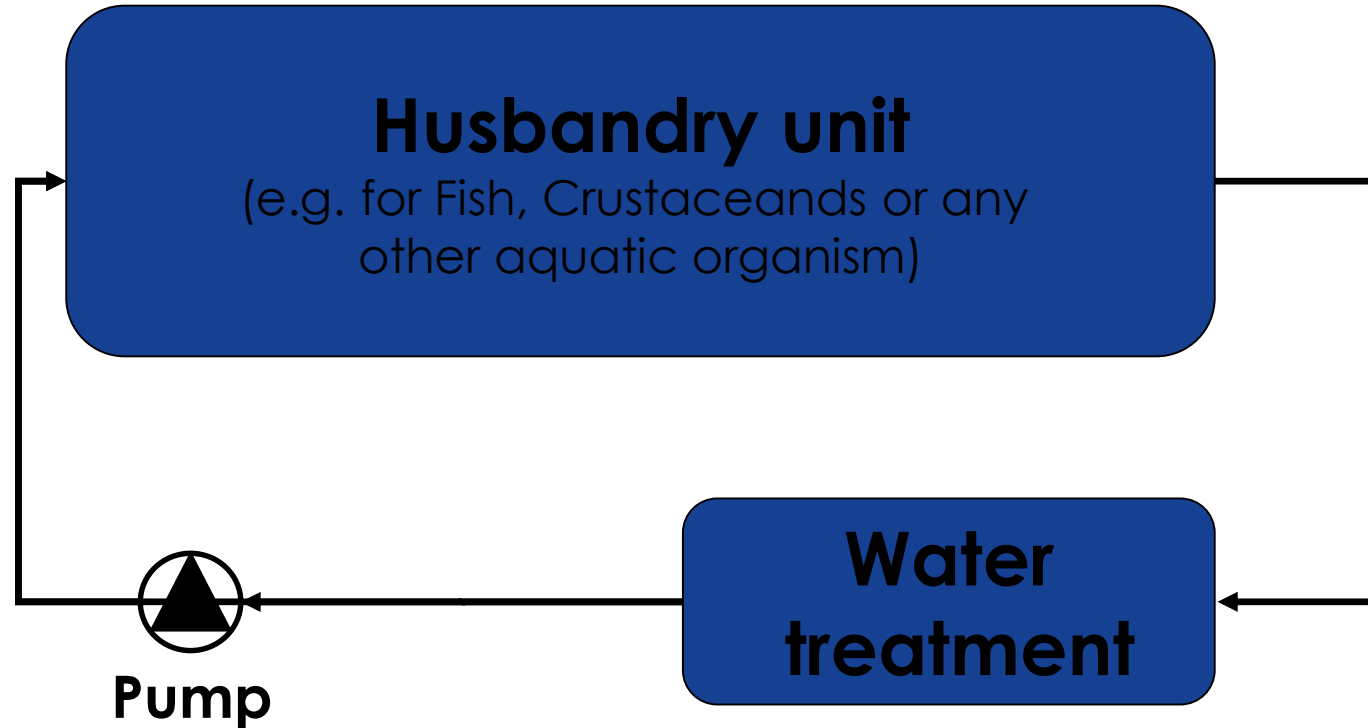 Husbandry unit
(e.g. for Fish, Crustaceands or any
other aquatic organism)
Water
treatment
Pump